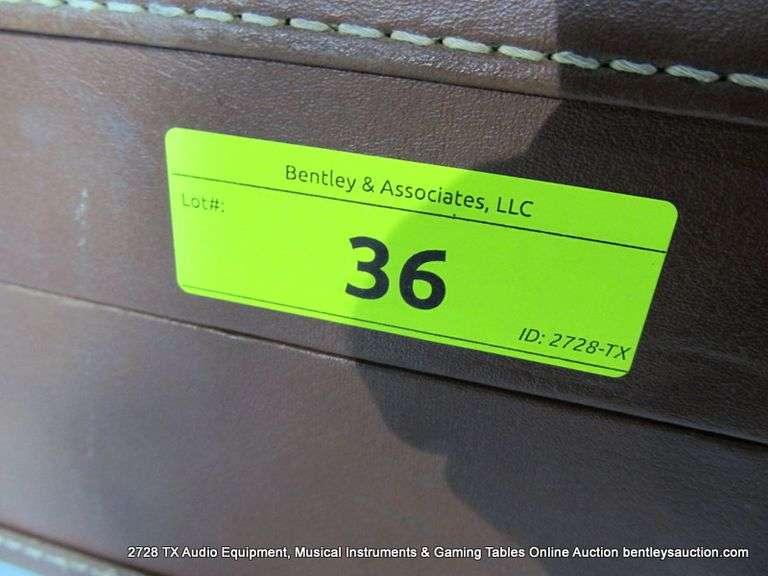 Bentley & Associates, LLC
Lot#:
36
ID: 2728-TX
2728 TX Audio Equipment, Musical Instruments & Gaming Tables Online Auction bentleysauction.com